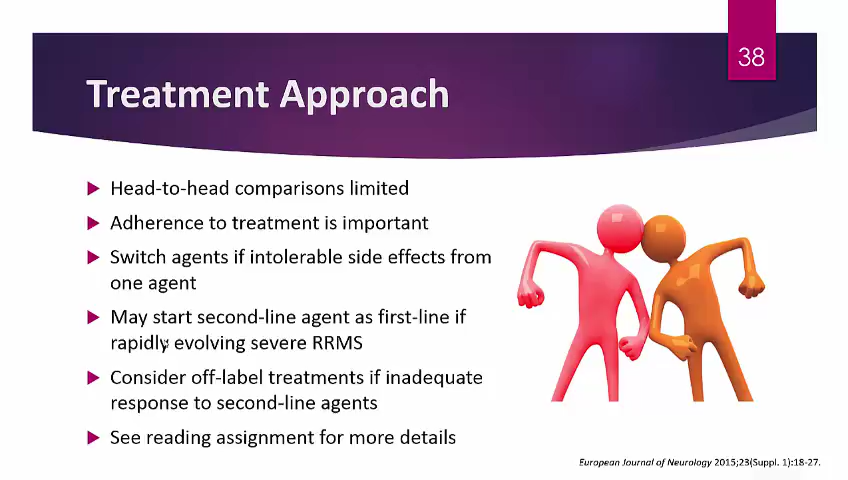 38
Treatment Approach
Head-to-head comparisons limited
Adherence to treatment is important
Switch agents if intolerable side effects from
one agent
May start second-line agent as first-line if
rapidly evolving severe RRMS
Consider off-label treatments if inadequate
response to second-line agents
See reading assignment for more details
European Journal of Neurology 2015;23(Suppl. 1):18-27.